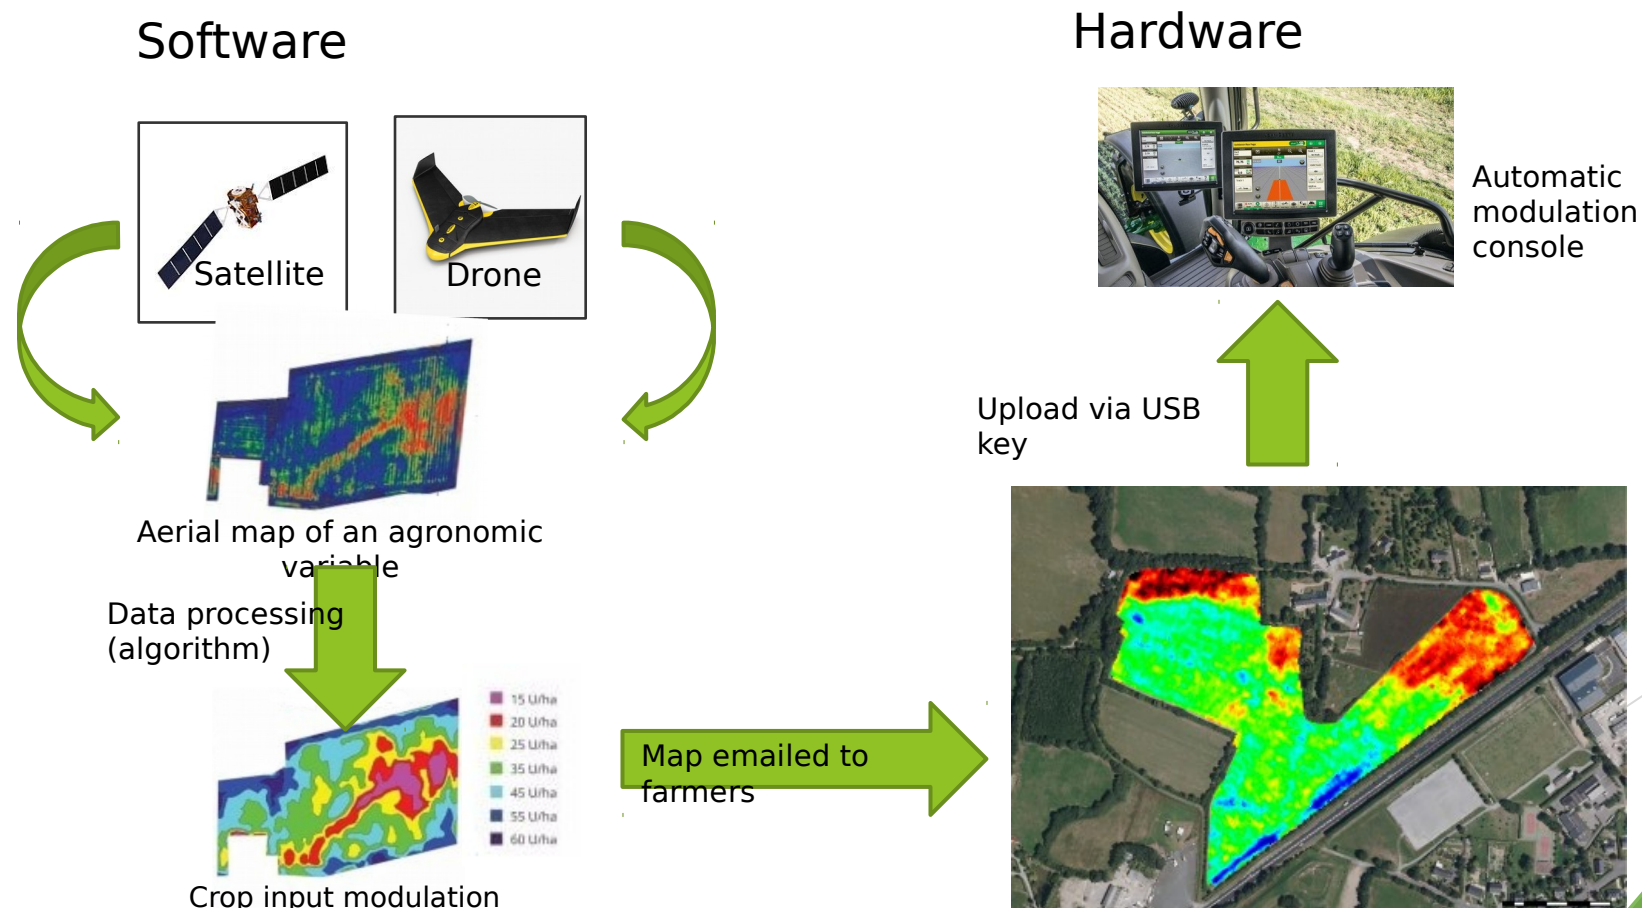 Software
Hardware
Satellite
Drone
Automatic
modulation
console
Upload via USB
key
Aerial map of an agronomic
variable
Data processing
(algorithm)
15 U/ha
20 U/ha
25 U/ha
35 U/ha
45 U/ha
55 U/ha
60 U/ha
Map emailed to
farmers
Crop input modulation